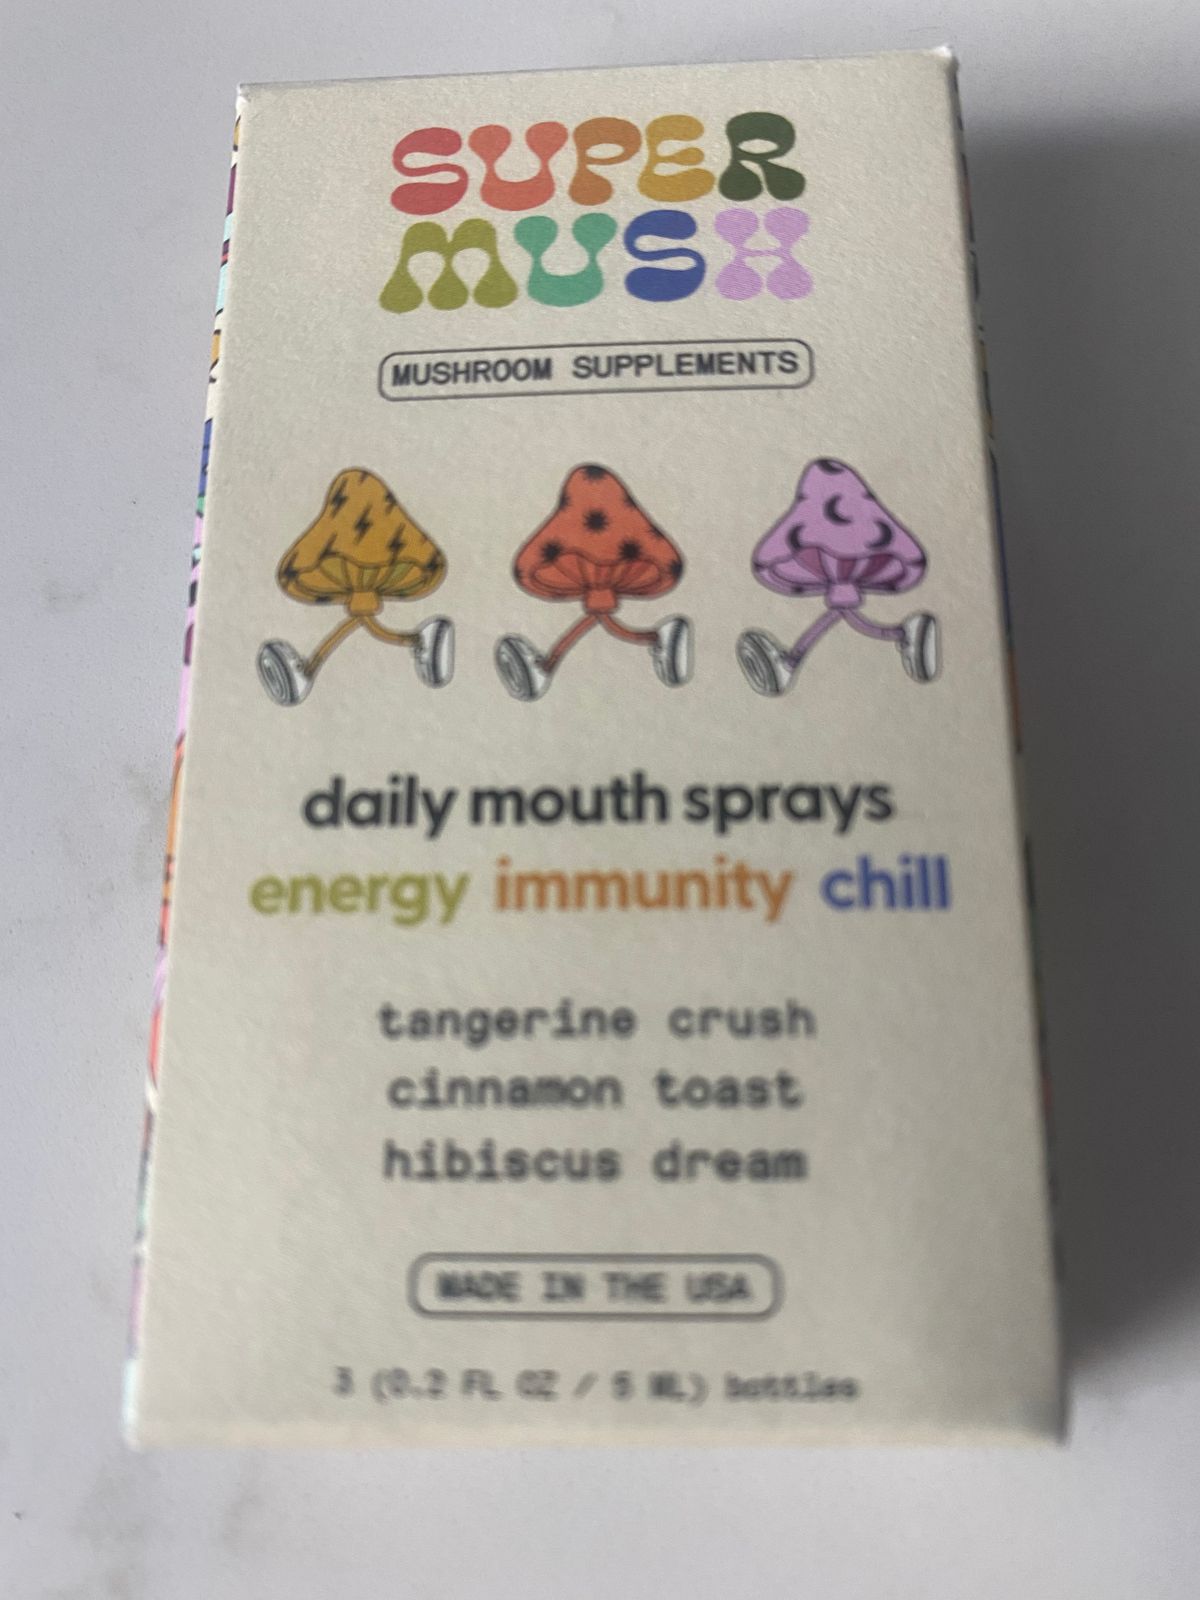 SUPER
MUSH
MUSHROOM SUPPLEMENTS
daily mouth sprays
energy immunity chill
tangerine crush
cinnamon toast
hibiscus dream
MADE IN THE USA
3 (0.2 FL OZ / 5 ML) bottles